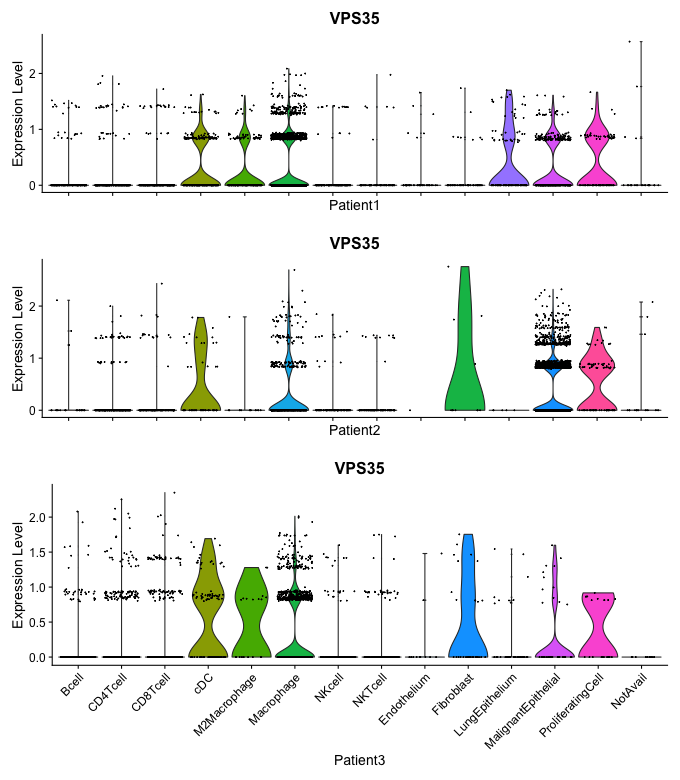 VPS35
Expression Level
2
1
0
Patient1
VPS35
Expression Level
2
1
0
Patient2
VPS35
Expression Level
2.0
1.5
1.0
0.5
0.0
Bcell
CD4Tcell
CD8Tcell
cDC
M2Macrophage
Macrophage
NKcell
NKTcell
Endothelium
Fibroblast
LungEpithelium
MalignantEpithelial
ProliferatingCell
NotAvail
Patient3